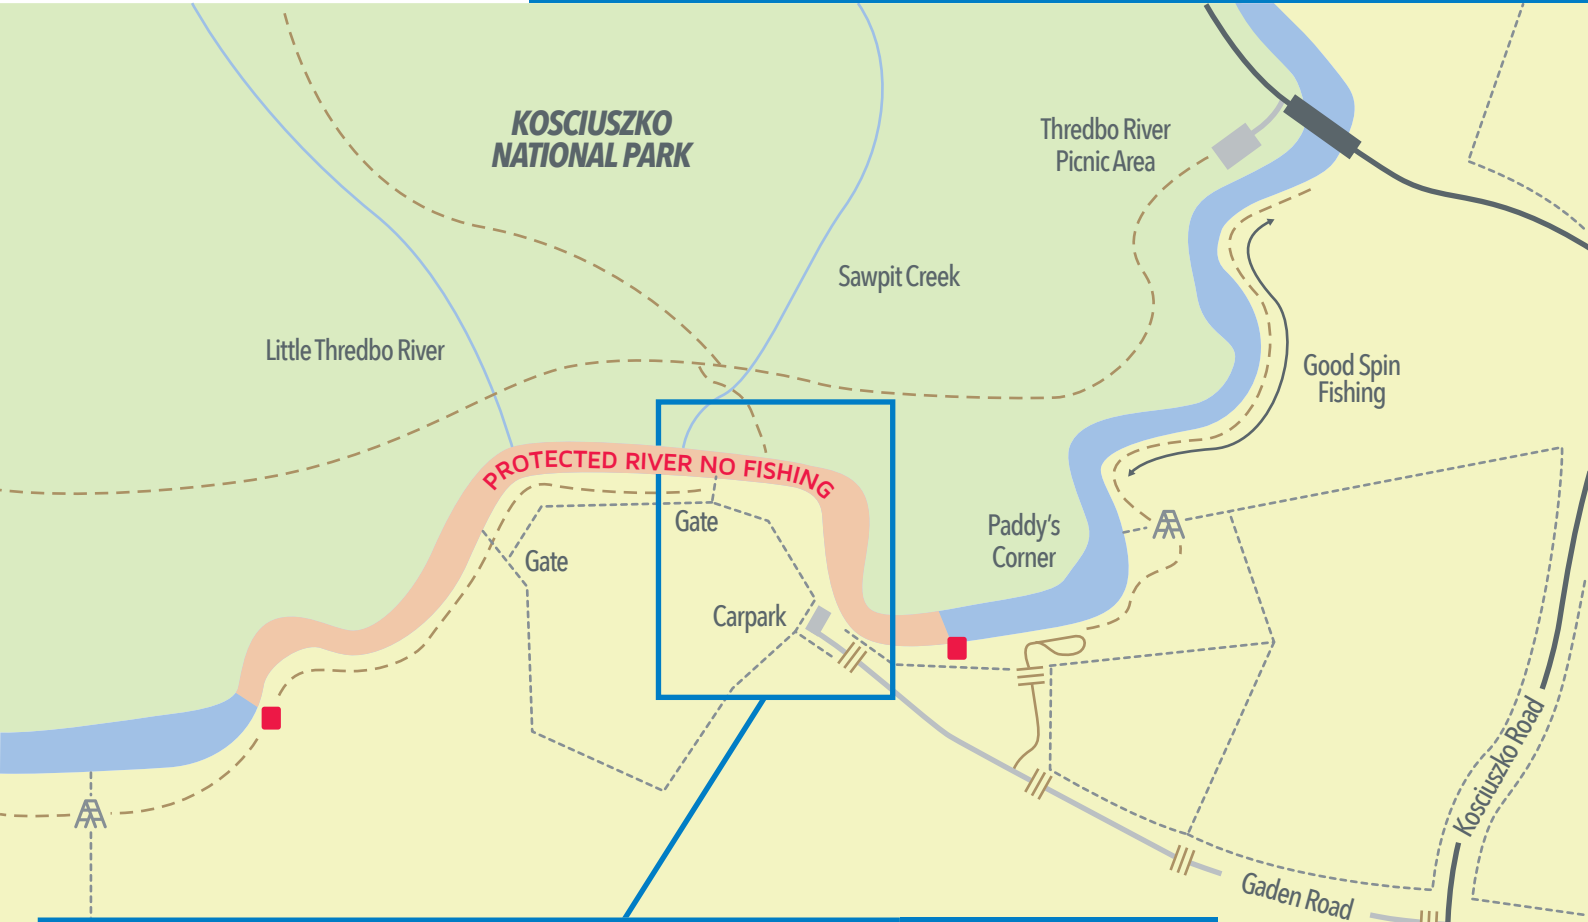 KOSCIUSZKO
NATIONAL PARK
Thredbo River
Picnic Area
Sawpit Creek
Little Thredbo River
Good Spin
Fishing
PROTECTED RIVER NO FISHING
Gate
Paddy's
Corner
Gate
Carpark
Kosciuszko Road
Gaden Road